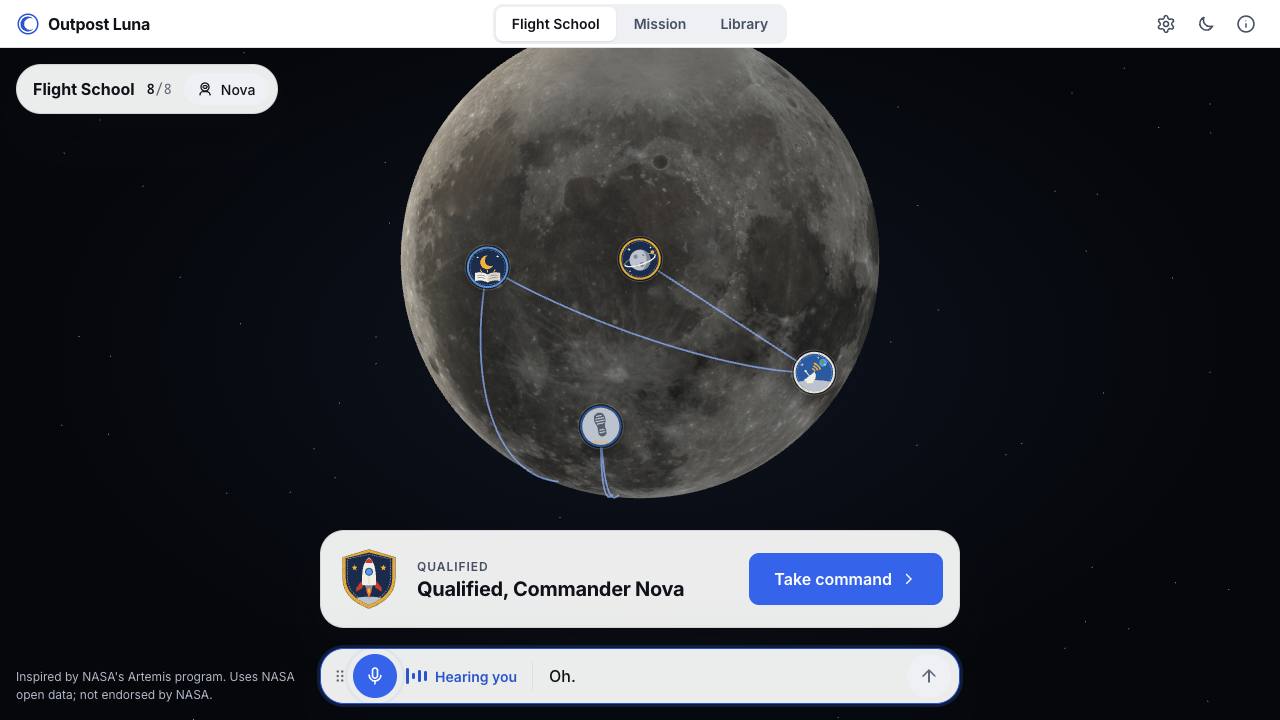 Outpost Luna
Flight School
Mission
Library
Flight School 8/8 Nova
QUALIFIED
Qualified, Commander Nova
Take command
Hearing you
Oh.
Inspired by NASA's Artemis program. Uses NASA
open data; not endorsed by NASA.